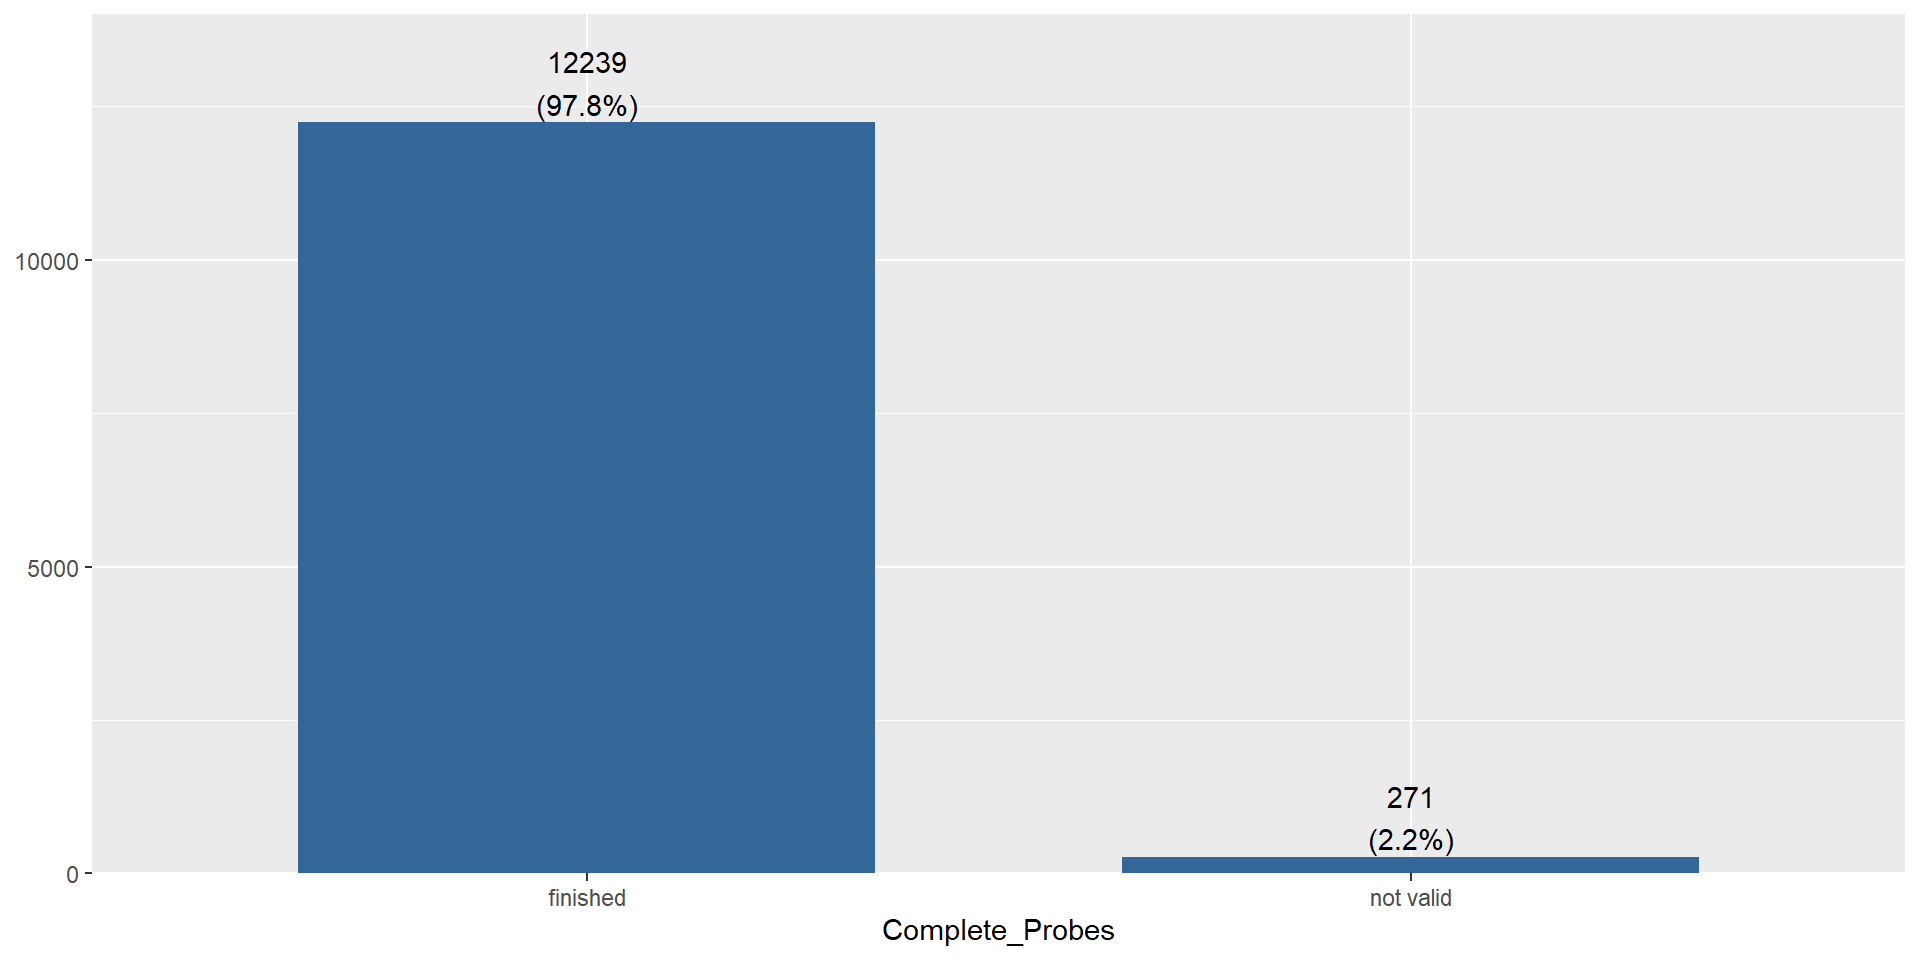 12239
(97.8%)
10000
5000
271
(2.2%)
0
finished
not valid
Complete_Probes